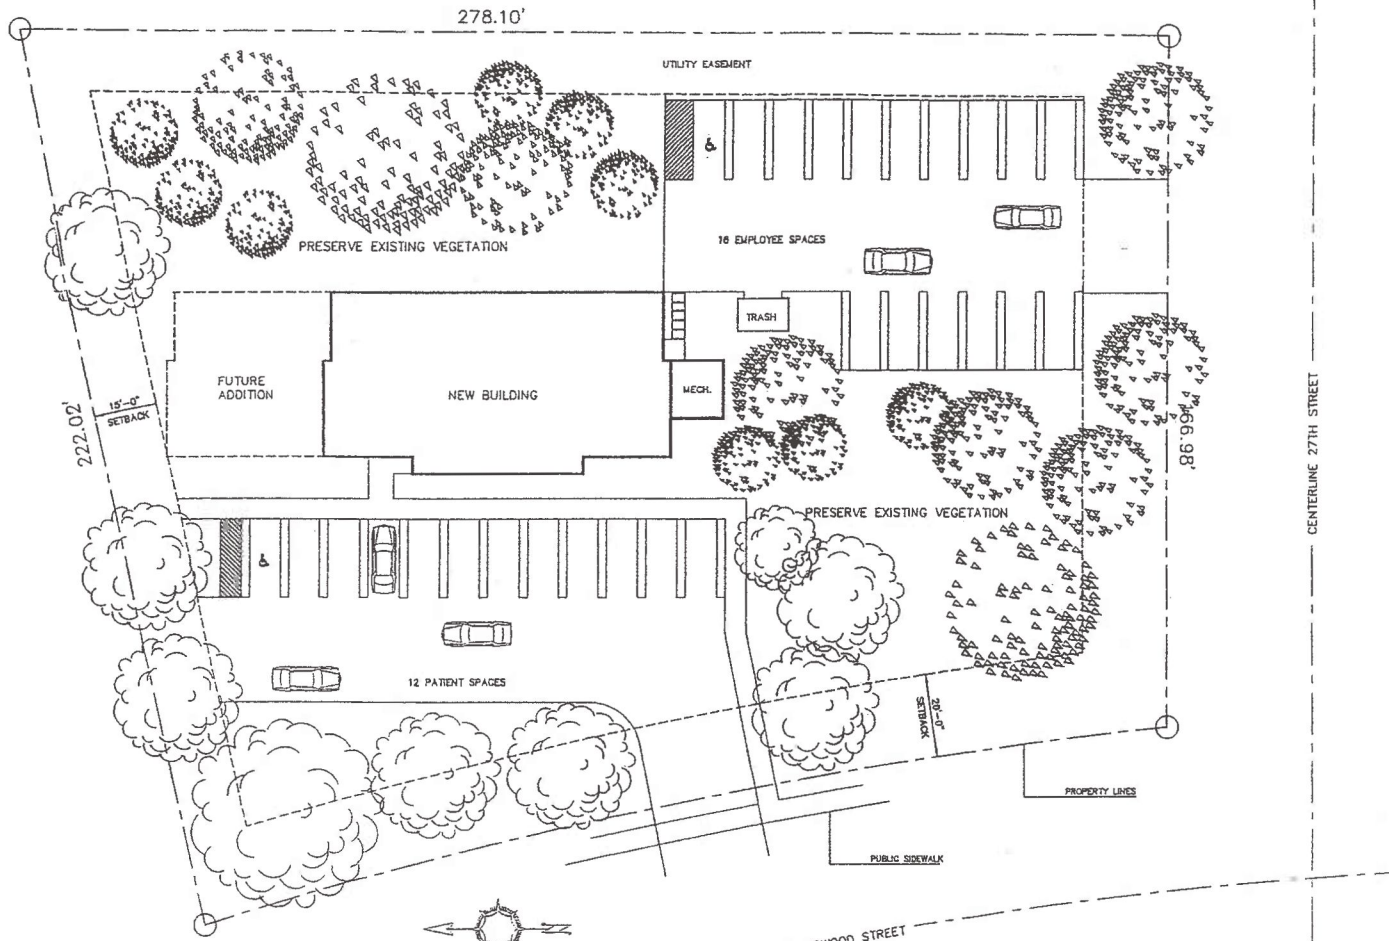 278.10'
UTILITY EASEMENT
PRESERVE EXISTING VEGETATION
16 EMPLOYEE SPACES
TRASH
FUTURE
ADDITION
NEW BUILDING
MECH.
15'-0"
SETBACK
222.02'
166.98'
CENTERLINE 27TH STREET
PRESERVE EXISTING VEGETATION
12 PATIENT SPACES
20'-0"
SETBACK
PROPERTY LINES
PUBLIC SIDEWALK
N
STREET